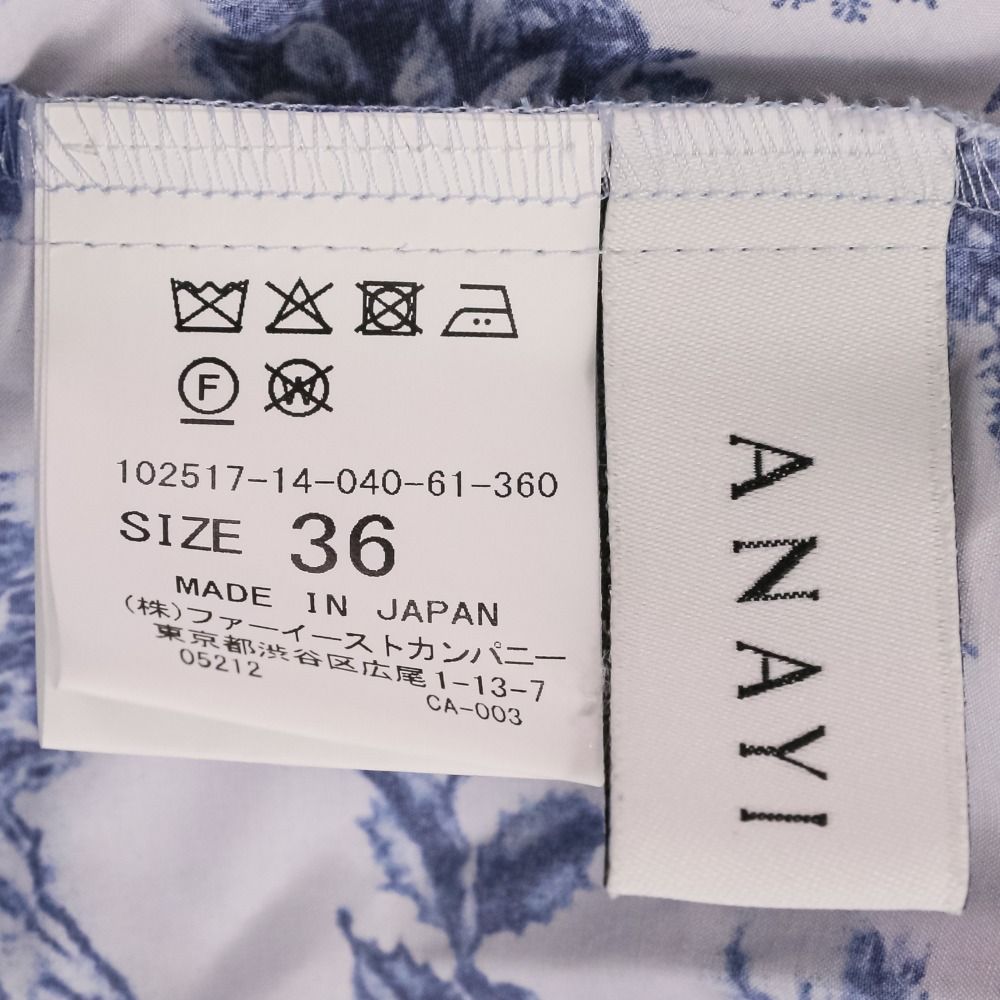 F
W
102517-14-040-61-360
SIZE 36
MADE IN JAPAN
(株)ファーイーストカンパニー
東京都渋谷区広尾1-13-7
05212
CA-003
ANAYI